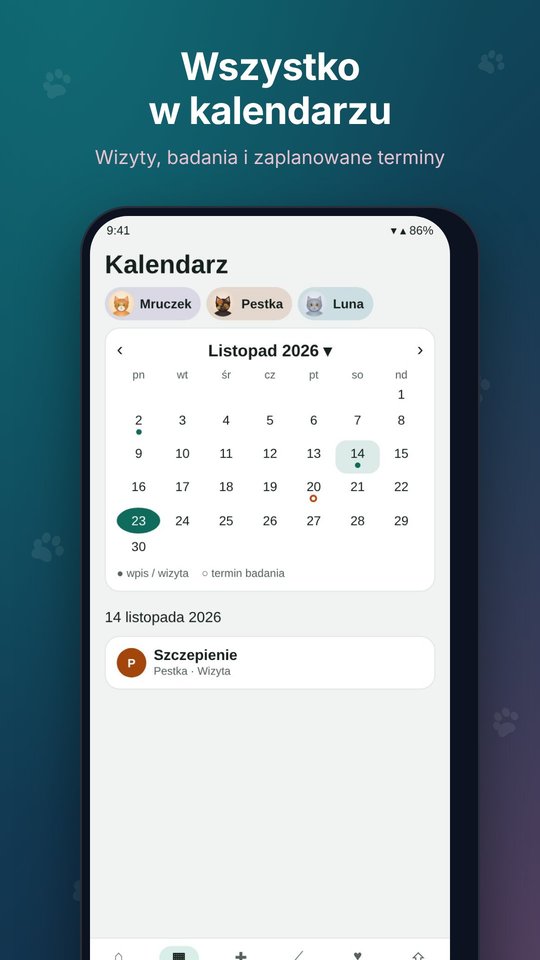 Wszystko
w kalendarzu
Wizyty, badania i zaplanowane terminy
9:41 ▾ ▴ 86%
Kalendarz
Mruczek Pestka Luna
‹ Listopad 2026 ▾ ›
pn wt śr cz pt so nd
1
2 3 4 5 6 7 8
9 10 11 12 13 14 15
16 17 18 19 20 21 22
23 24 25 26 27 28 29
30
● wpis / wizyta ○ termin badania
14 listopada 2026
P Szczepienie
Pestka · Wizyta